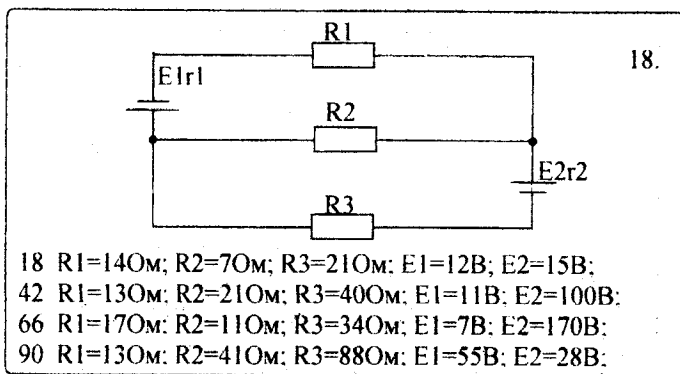 R1
18.
E1r1
R2
E2r2
R3
18 R1=14Ом; R2=7Ом; R3=21Ом; E1=12В; E2=15В;
42 R1=13Ом; R2=21Ом; R3=40Ом; E1=11В; E2=100В;
66 R1=17Ом; R2=11Ом; R3=34Ом; E1=7В; E2=170В;
90 R1=13Ом; R2=41Ом; R3=88Ом; E1=55В; E2=28В;